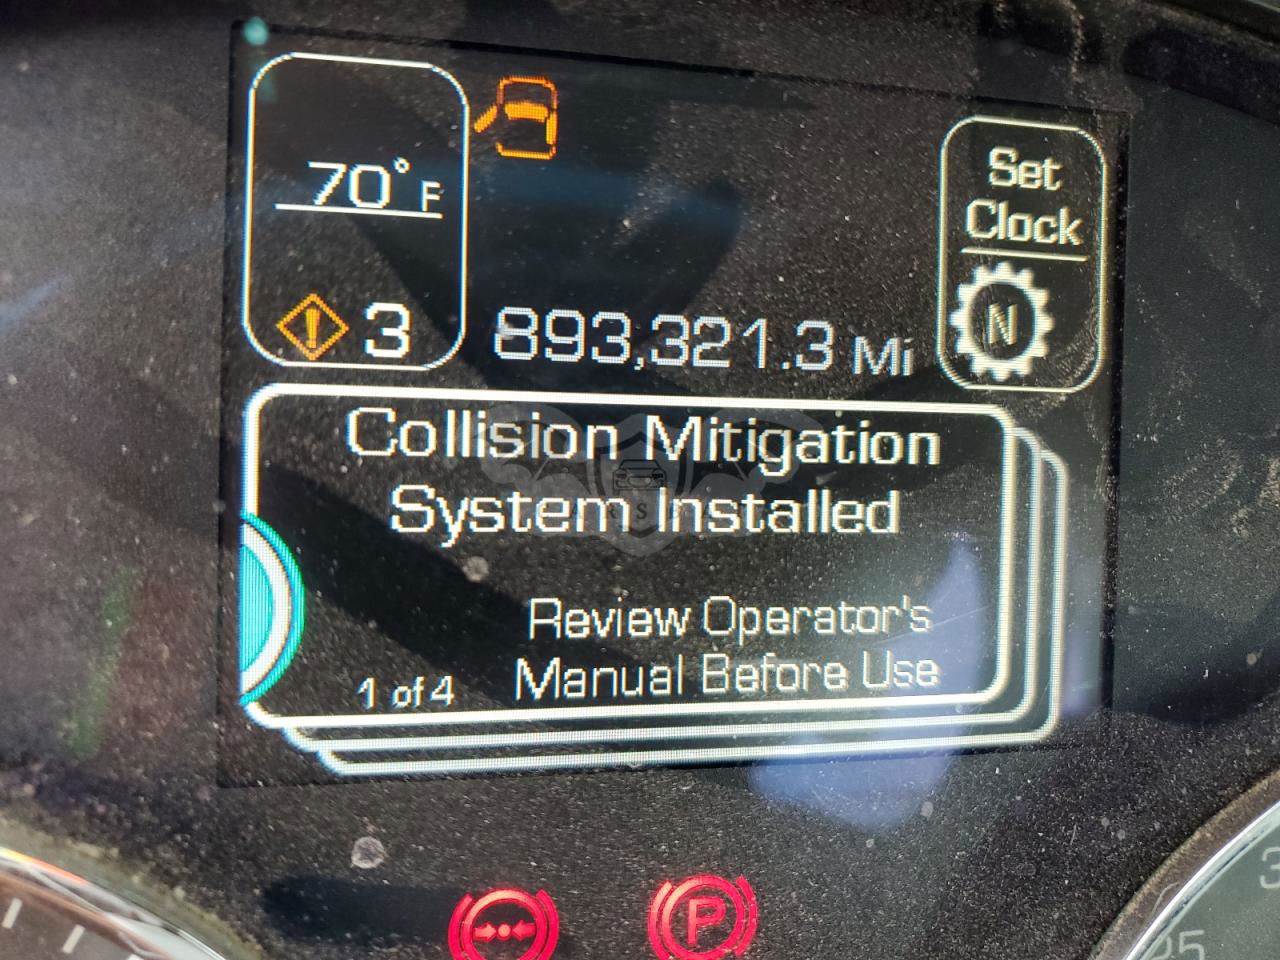 70°F
3
893,321.3 Mi
Set
Clock
N
Collision Mitigation
System Installed
Review Operator's
Manual Before Use
1 of 4
P